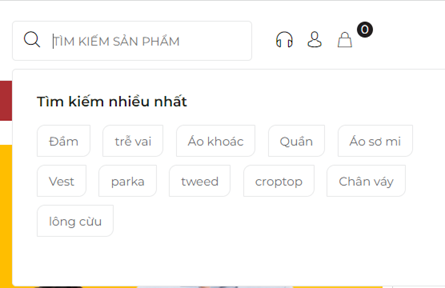 TÌM KIẾM SẢN PHẨM
0
Tìm kiếm nhiều nhất
Đầm trễ vai Áo khoác Quần Áo sơ mi
Vest parka tweed croptop Chân váy
lông cừu